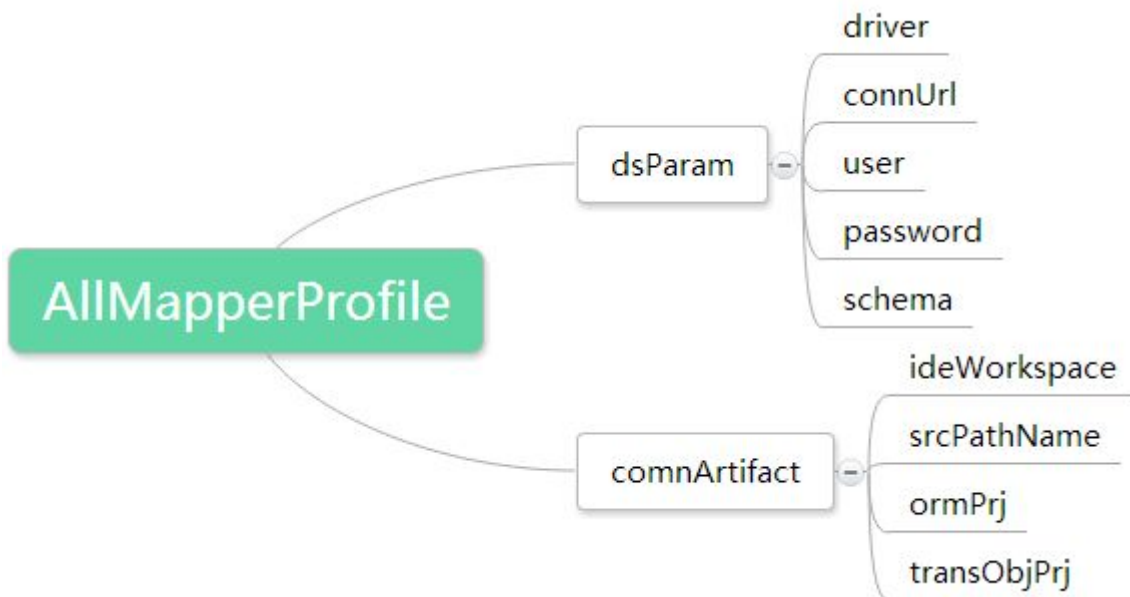 AllMapperProfile
dsParam
driver
connUrl
user
password
schema
comnArtifact
ideWorkspace
srcPathName
ormPrj
transObjPrj